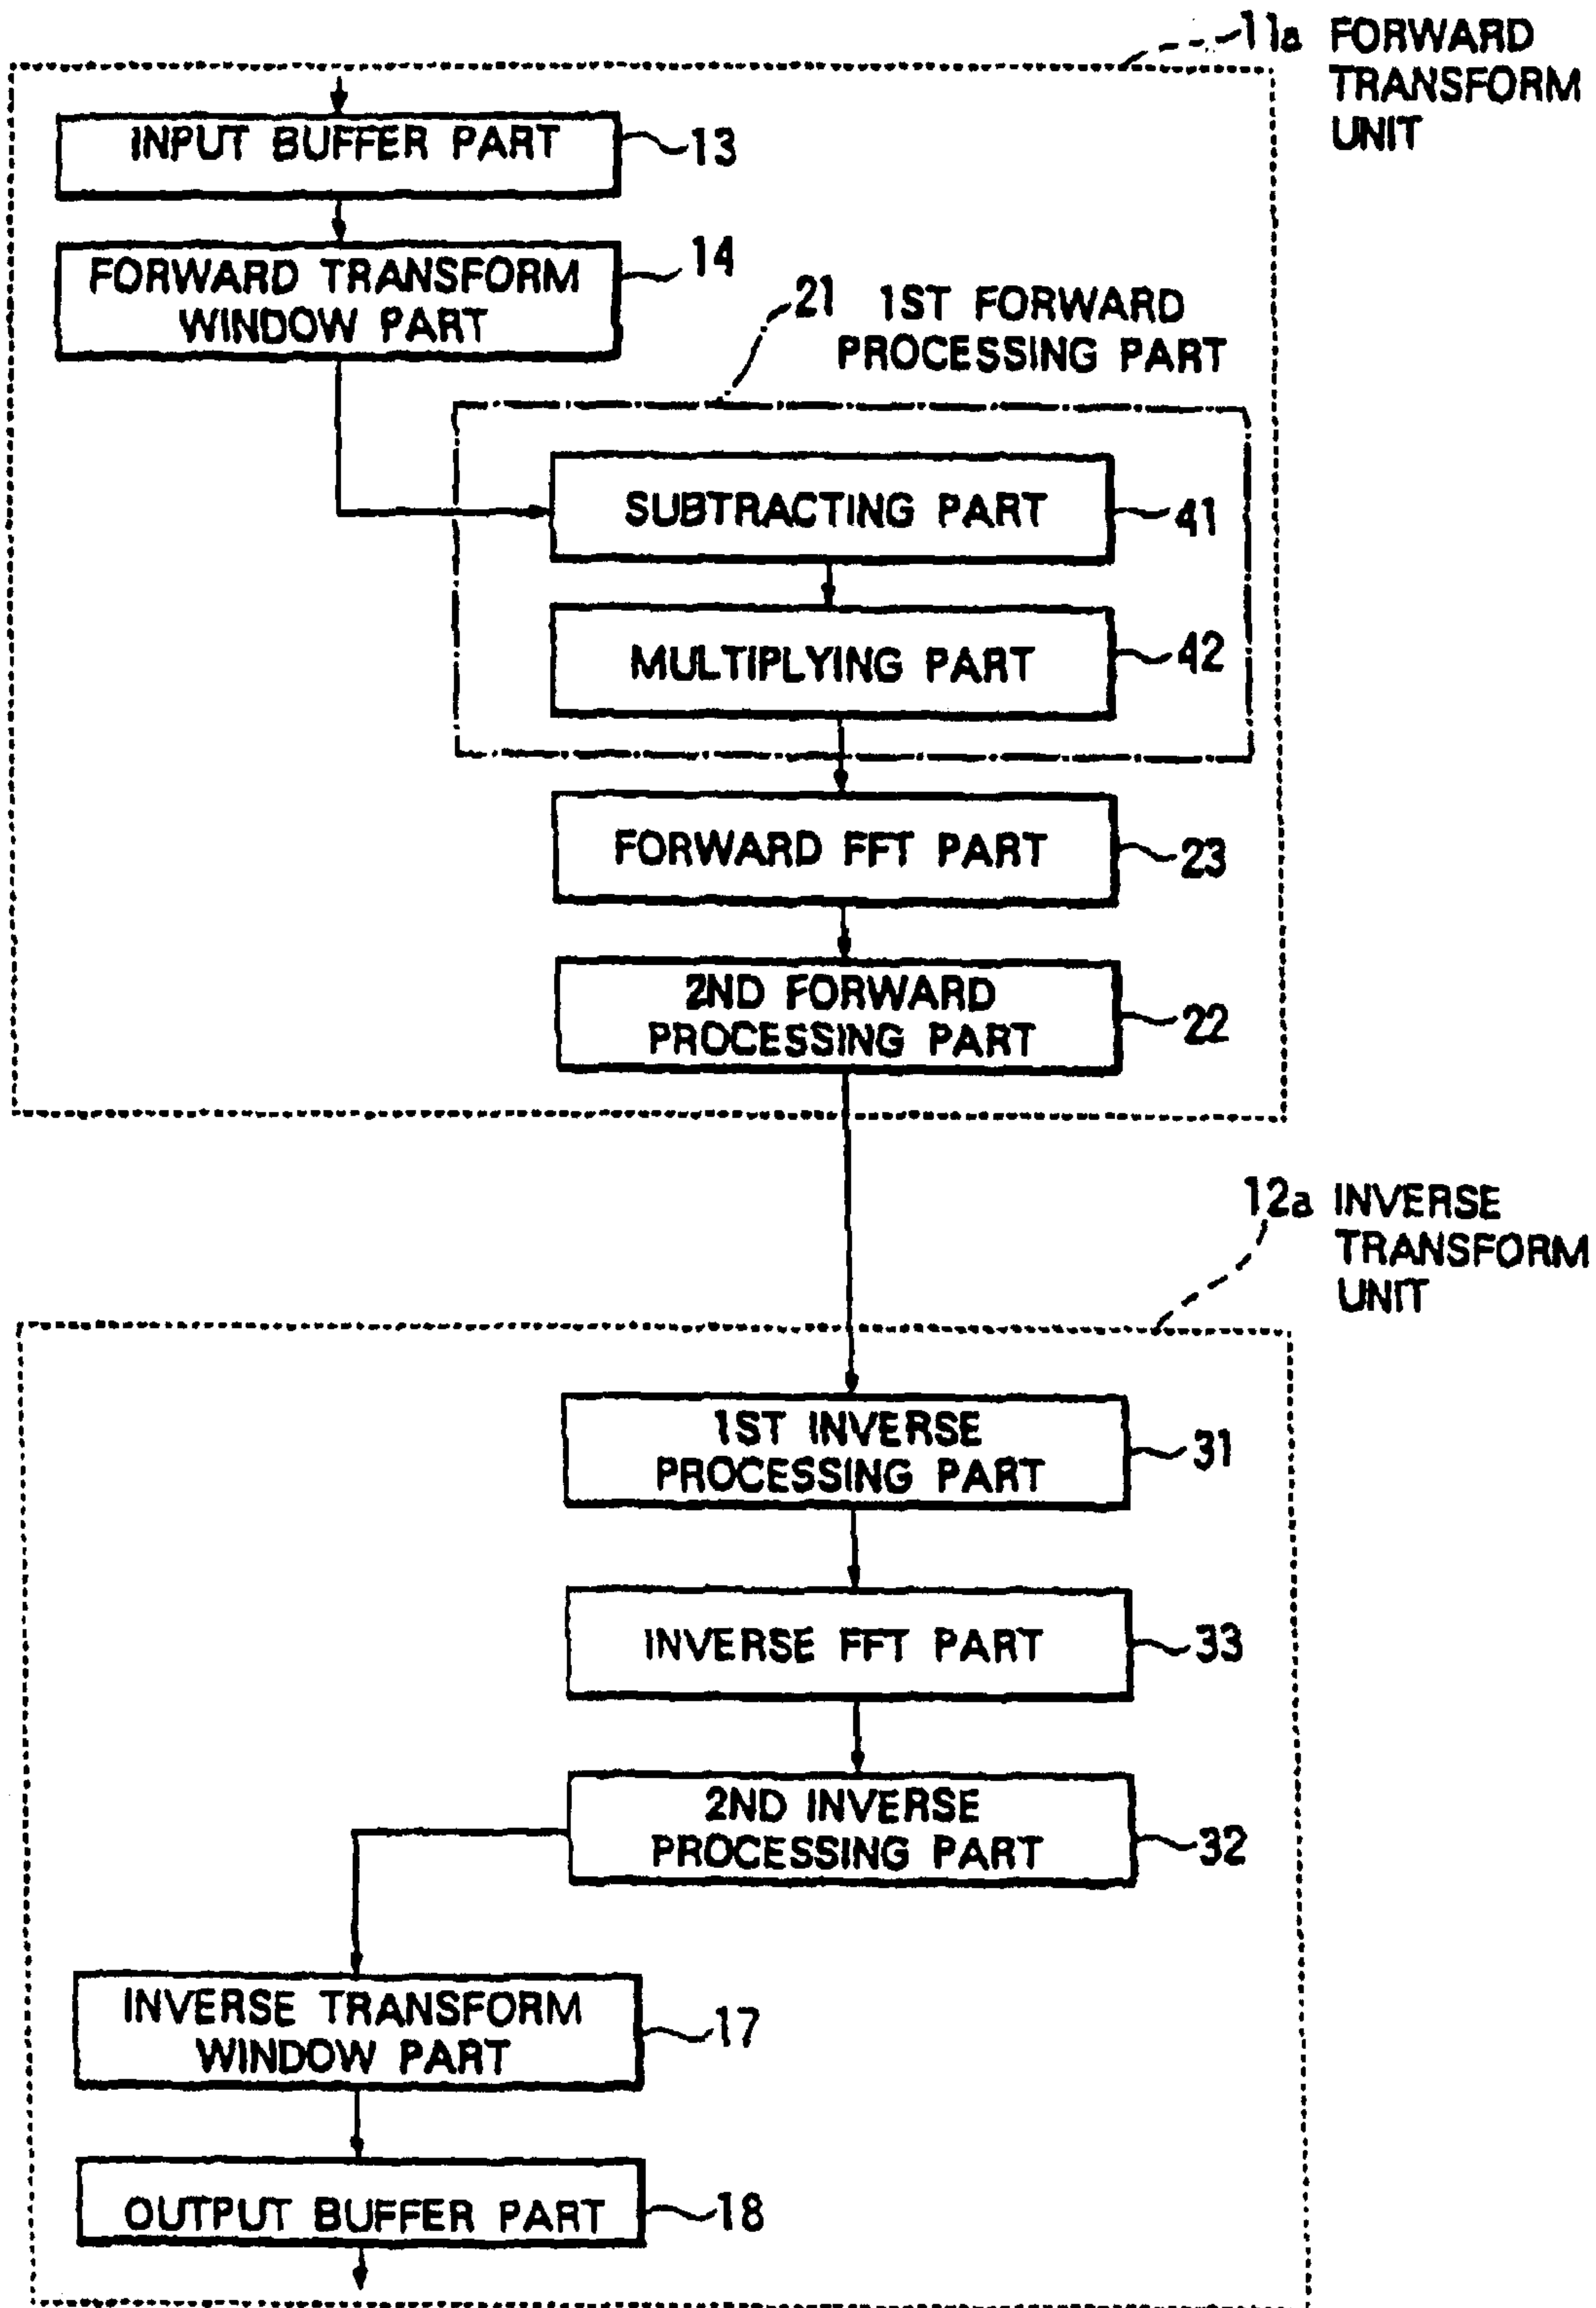 11a FORWARD
TRANSFORM
UNIT
INPUT BUFFER PART
13
FORWARD TRANSFORM
WINDOW PART
14
21 1ST FORWARD
PROCESSING PART
SUBTRACTING PART
41
MULTIPLYING PART
42
FORWARD FFT PART
23
2ND FORWARD
PROCESSING PART
22
12a INVERSE
TRANSFORM
UNIT
1ST INVERSE
PROCESSING PART
31
INVERSE FFT PART
33
2ND INVERSE
PROCESSING PART
32
INVERSE TRANSFORM
WINDOW PART
17
OUTPUT BUFFER PART
18